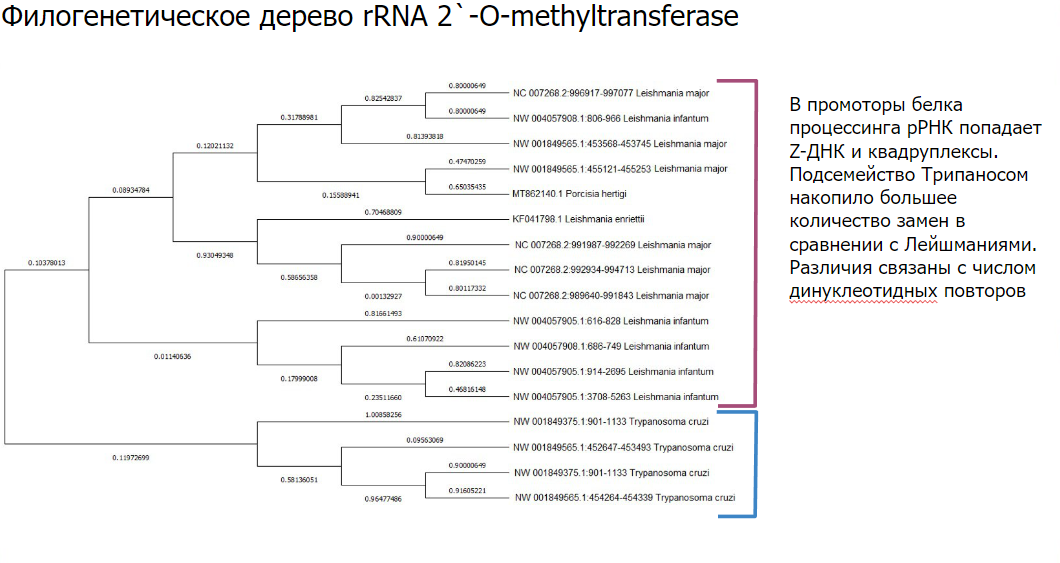 Филогенетическое дерево rRNA 2`-O-methyltransferase
0.80000649
NC 007268.2:996917-997077 Leishmania major
0.82542837
0.80000649
NW 004057908.1:806-966 Leishmania infantum
0.31788981
0.81393818
NW 001849565.1:453568-453745 Leishmania major
0.12021132
0.47470259
NW 001849565.1:455121-455253 Leishmania major
0.15588941
0.65035435
MT862140.1 Porcisia hertigi
0.08934784
0.70468809
KF041798.1 Leishmania enriettii
0.93049348
0.90000649
NC 007268.2:991987-992269 Leishmania major
0.58656358
0.81950145
NC 007268.2:992934-994713 Leishmania major
0.10378013
0.00132927
0.80117332
NC 007268.2:989640-991843 Leishmania major
0.81661493
NW 004057905.1:616-828 Leishmania infantum
0.01140636
0.61070922
NW 004057908.1:686-749 Leishmania infantum
0.17999008
0.82086223
NW 004057905.1:914-2695 Leishmania infantum
0.23511660
0.46816148
NW 004057905.1:3708-5263 Leishmania infantum
1.00858256
NW 001849375.1:901-1133 Trypanosoma cruzi
0.11972699
0.09563069
NW 001849565.1:452647-453493 Trypanosoma cruzi
0.58136051
0.90000649
NW 001849375.1:901-1133 Trypanosoma cruzi
0.96477486
0.91605221
NW 001849565.1:454264-454339 Trypanosoma cruzi
В промоторы белка
процессинга рРНК попадает
Z-ДНК и квадруплексы.
Подсемейство Трипаносом
накопило большее
количество замен в
сравнении с Лейшманиями.
Различия связаны с числом
динуклеотидных повторов